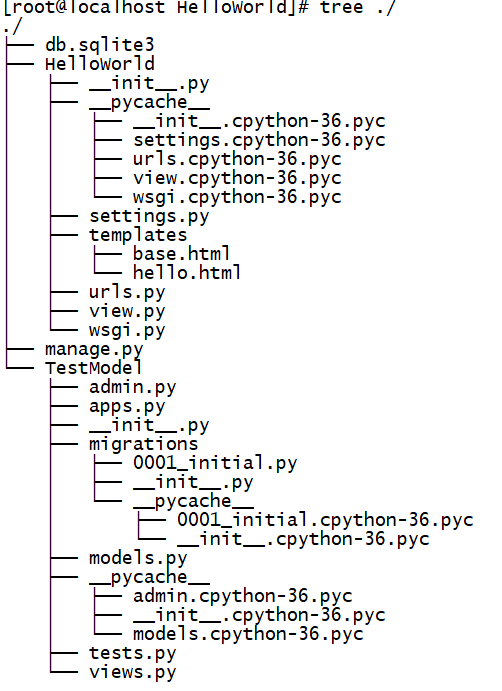 [root@localhost HelloWorld]# tree ./
./
├── db.sqlite3
├── HelloWorld
│   ├── __init__.py
│   ├── __pycache__
│   │   ├── __init__.cpython-36.pyc
│   │   ├── settings.cpython-36.pyc
│   │   ├── urls.cpython-36.pyc
│   │   ├── view.cpython-36.pyc
│   │   └── wsgi.cpython-36.pyc
│   ├── settings.py
│   ├── templates
│   │   ├── base.html
│   │   └── hello.html
│   ├── urls.py
│   ├── view.py
│   └── wsgi.py
├── manage.py
└── TestModel
    ├── admin.py
    ├── apps.py
    ├── __init__.py
    ├── migrations
    │   ├── 0001_initial.py
    │   ├── __init__.py
    │   └── __pycache__
    │       ├── 0001_initial.cpython-36.pyc
    │       └── __init__.cpython-36.pyc
    ├── models.py
    ├── __pycache__
    │   ├── admin.cpython-36.pyc
    │   ├── __init__.cpython-36.pyc
    │   └── models.cpython-36.pyc
    ├── tests.py
    └── views.py